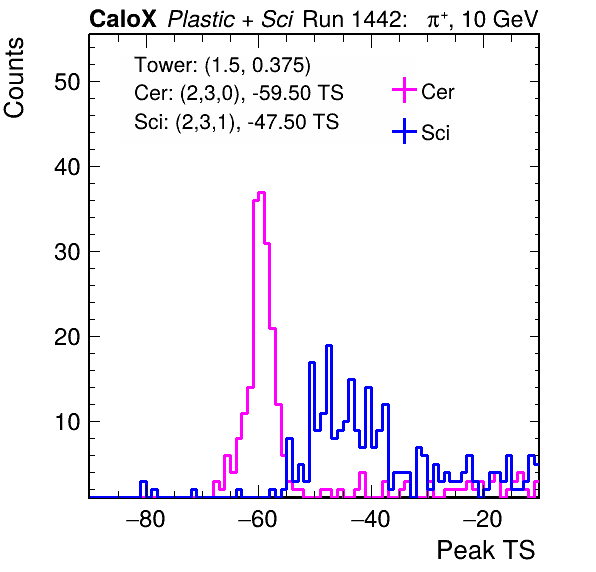 CaloX Plastic + Sci Run 1442: π⁺, 10 GeV
Counts
Tower: (1.5, 0.375)
Cer: (2,3,0), -59.50 TS
Sci: (2,3,1), -47.50 TS
Cer
Sci
50
40
30
20
10
−80 −60 −40 −20
Peak TS